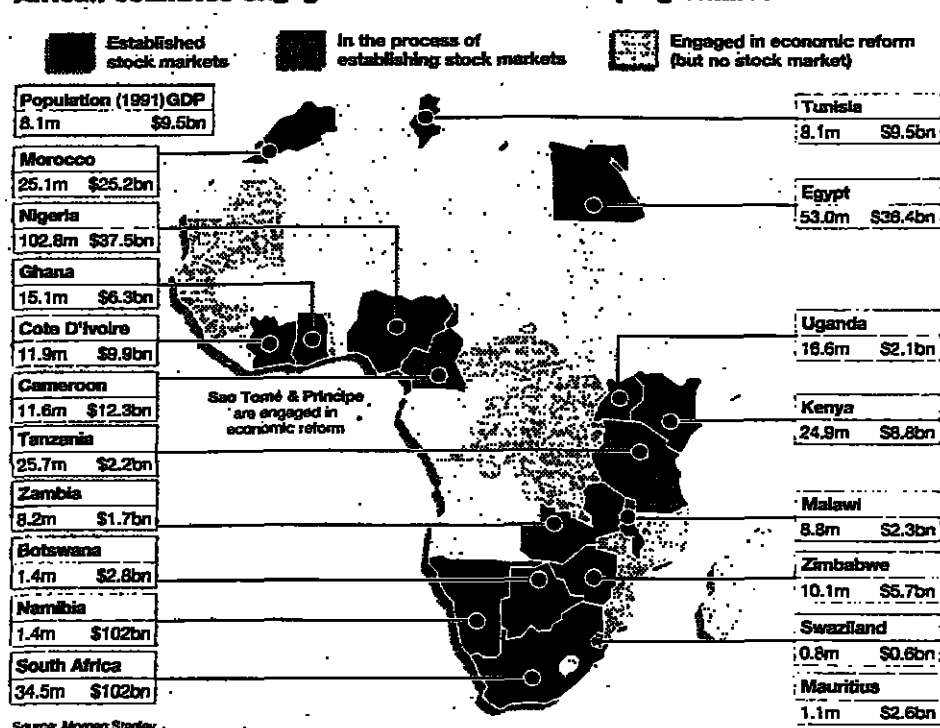 Established
stock markets
In the process of
establishing stock markets
Engaged in economic reform
(but no stock market)
Population (1991) GDP
8.1m $9.5bn
Morocco
25.1m $25.2bn
Nigeria
102.8m $37.5bn
Ghana
15.1m $6.3bn
Cote D'Ivoire
11.9m $9.9bn
Cameroon
11.6m $12.3bn
Tanzania
25.7m $2.2bn
Zambia
8.2m $1.7bn
Botswana
1.4m $2.8bn
Namibia
1.4m $102bn
South Africa
34.5m $102bn
Source: Morgan Stanley
Sao Tomé & Principe
are engaged in
economic reform
Tunisia
8.1m $9.5bn
Egypt
53.0m $36.4bn
Uganda
16.6m $2.1bn
Kenya
24.9m $6.8bn
Malawi
8.8m $2.3bn
Zimbabwe
10.1m $5.7bn
Swaziland
0.8m $0.6bn
Mauritius
1.1m $2.6bn